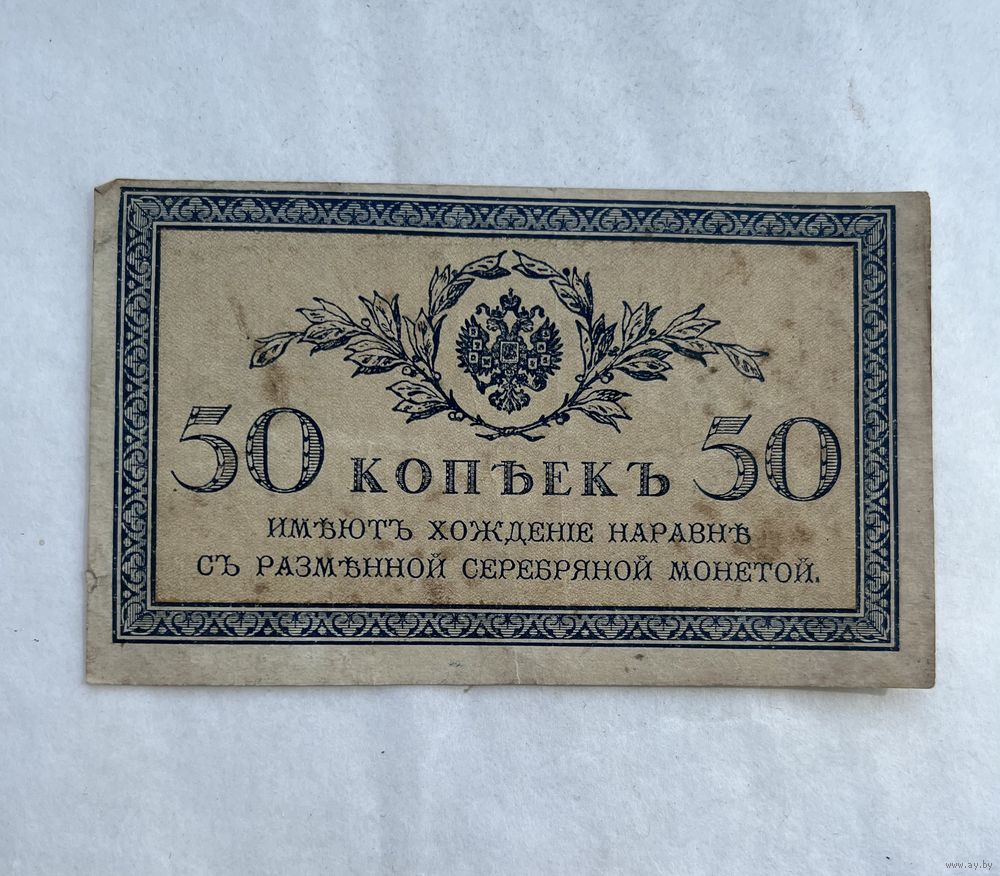 50 КОПѢЕКЪ 50
ИМѢЮТЪ ХОЖДЕНІЕ НАРАВНѢ
СЪ РАЗМѢННОЙ СЕРЕБРЯНОЙ МОНЕТОЙ.
www.ay.by